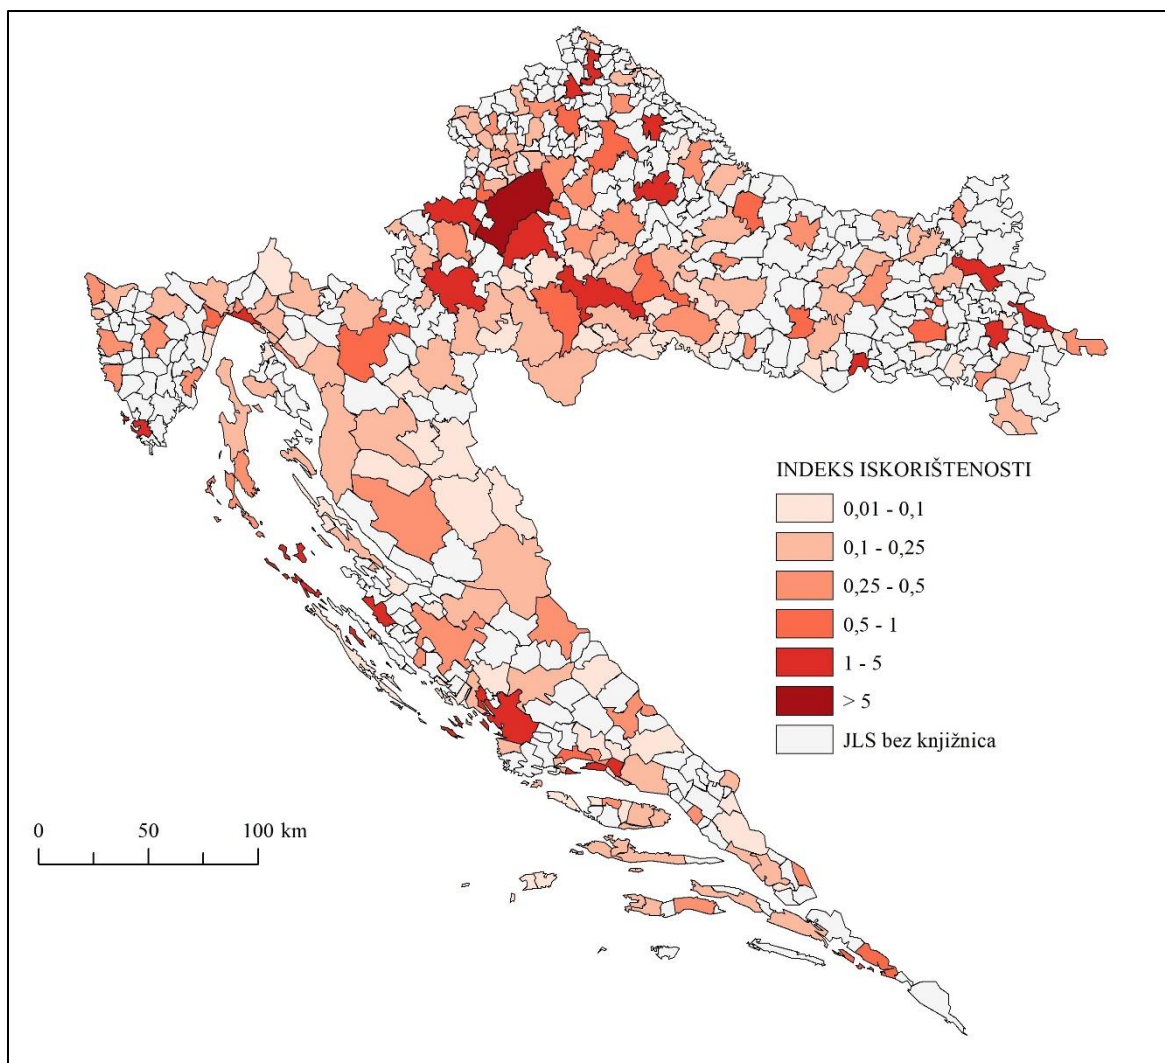 INDEKS ISKORIŠTENOSTI
0,01 - 0,1
0,1 - 0,25
0,25 - 0,5
0,5 - 1
1 - 5
> 5
JLS bez knjižnica
0 50 100 km